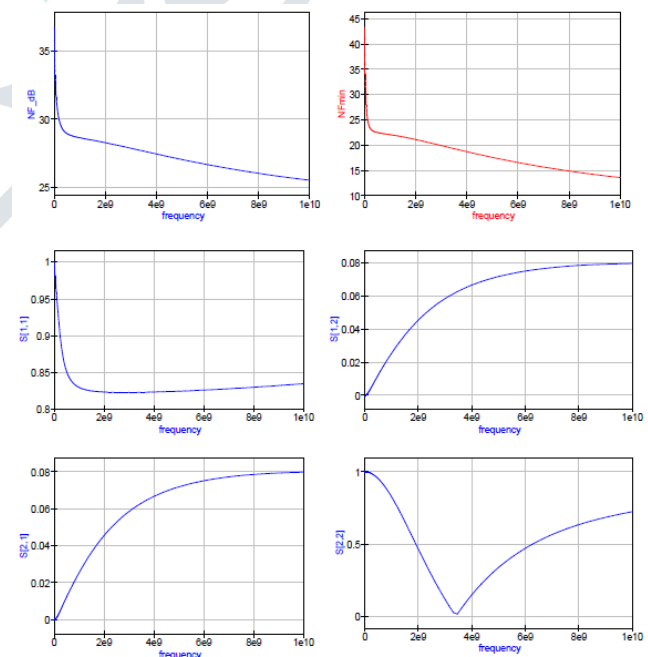 NF_dB
35
30
25
0 2e9 4e9 6e9 8e9 1e10
frequency
NFmin
45
40
35
30
25
20
15
10
0 2e9 4e9 6e9 8e9 1e10
frequency
S[1,1]
1
0.95
0.9
0.85
0.8
0 2e9 4e9 6e9 8e9 1e10
frequency
S[1,2]
0.08
0.06
0.04
0.02
0
0 2e9 4e9 6e9 8e9 1e10
frequency
S[2,1]
0.08
0.06
0.04
0.02
0
0 2e9 4e9 6e9 8e9 1e10
frequency
S[2,2]
1
0.5
0
0 2e9 4e9 6e9 8e9 1e10
frequency